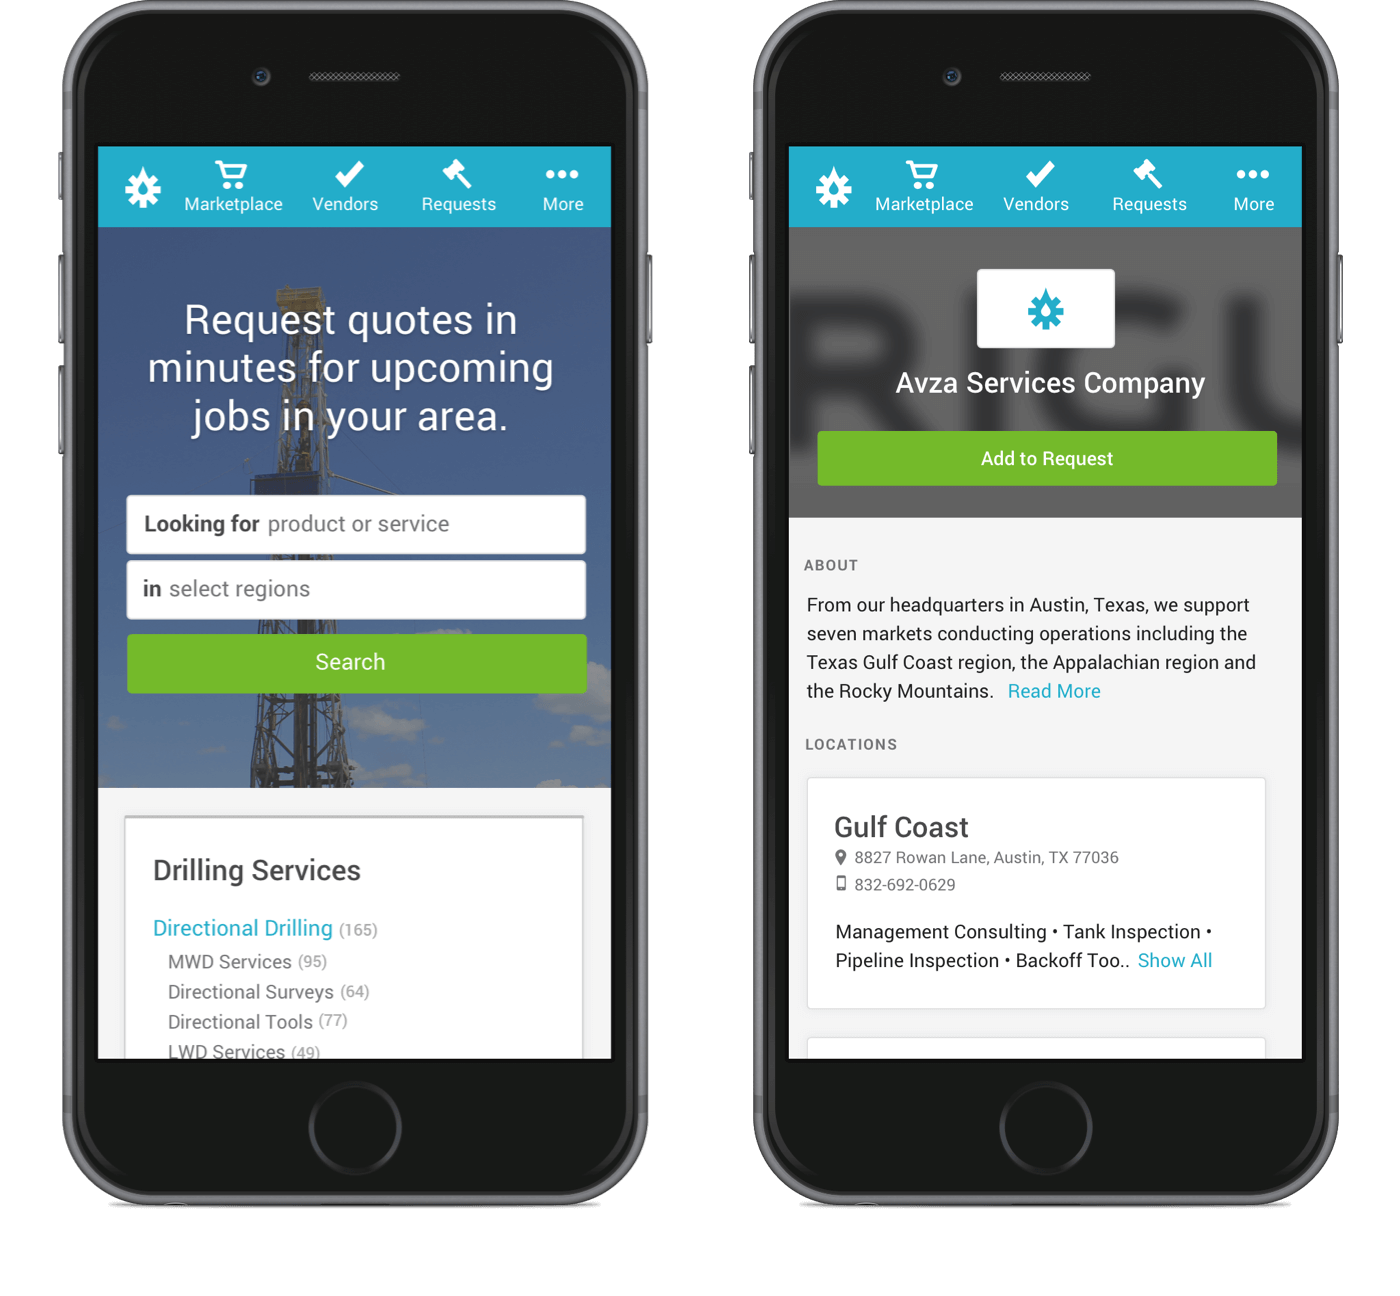 Marketplace Vendors Requests More
Request quotes in
minutes for upcoming
jobs in your area.
Looking for product or service
in select regions
Search
Drilling Services
Directional Drilling (165)
MWD Services (95)
Directional Surveys (64)
Directional Tools (77)
LWD Services (49)
Marketplace Vendors Requests More
RIGU
Avza Services Company
Add to Request
ABOUT
From our headquarters in Austin, Texas, we support
seven markets conducting operations including the
Texas Gulf Coast region, the Appalachian region and
the Rocky Mountains. Read More
LOCATIONS
Gulf Coast
8827 Rowan Lane, Austin, TX 77036
832-692-0629
Management Consulting • Tank Inspection •
Pipeline Inspection • Backoff Too.. Show All